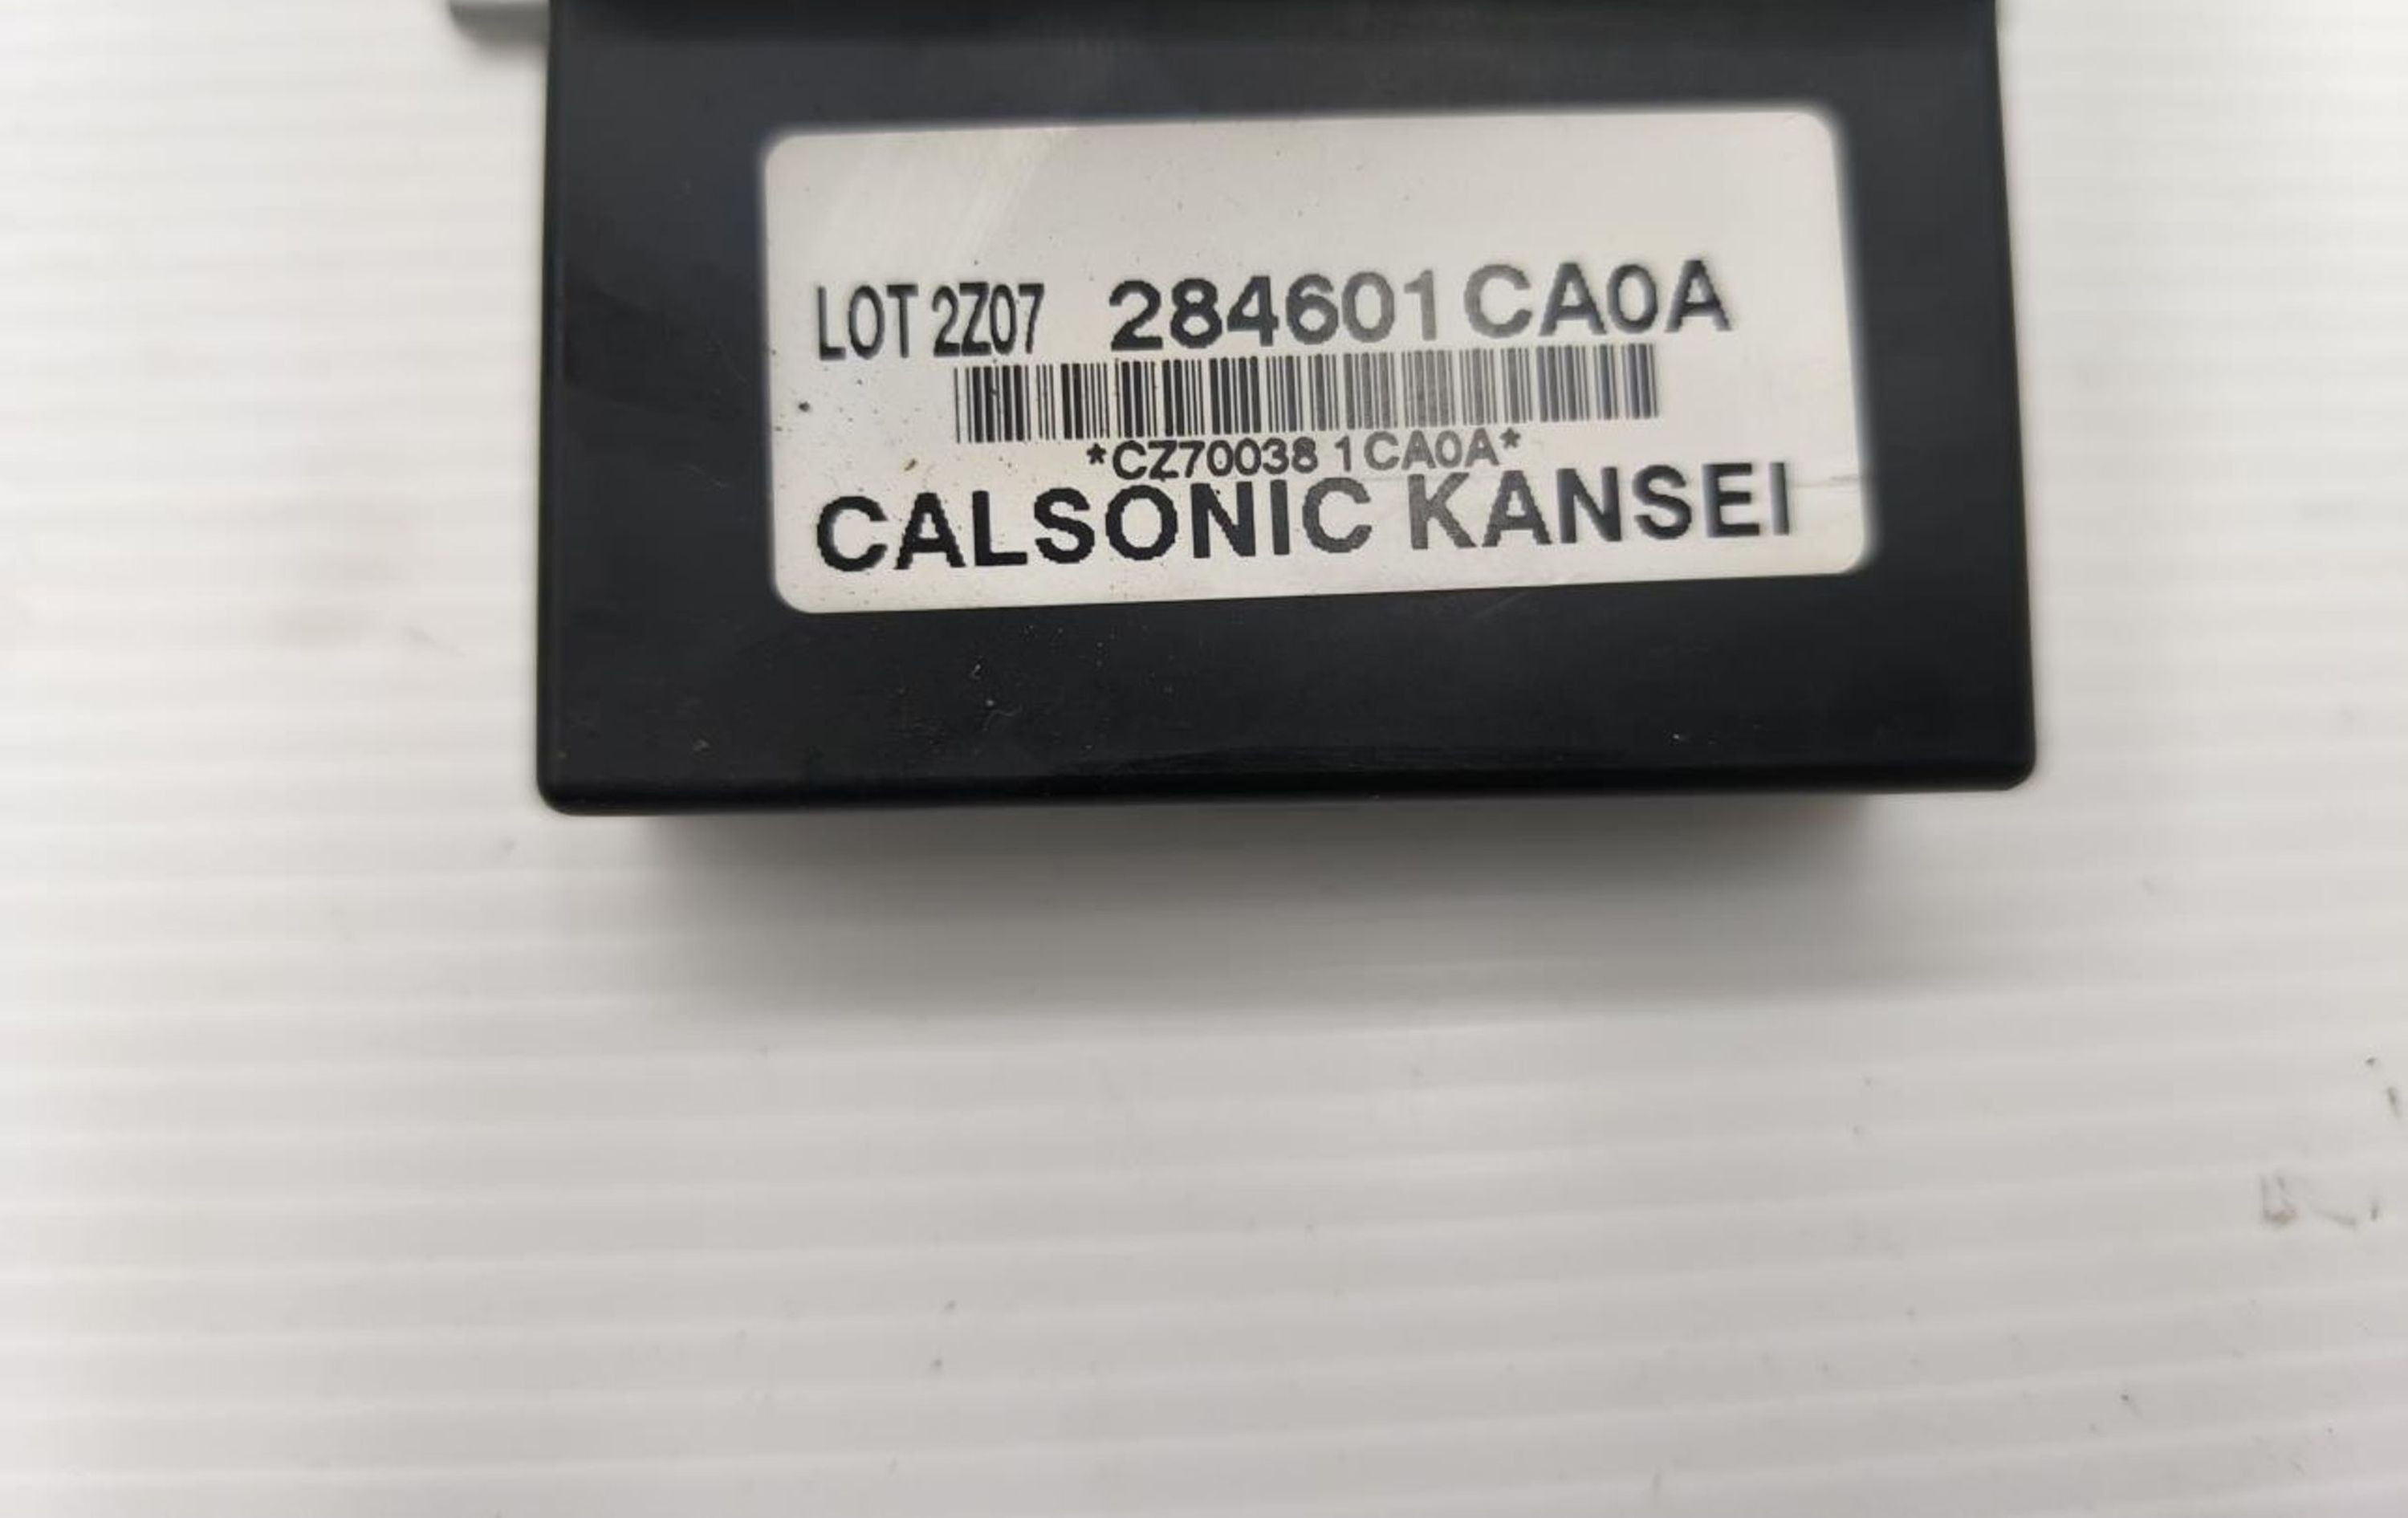 LOT 2Z07 284601CA0A
*CZ70038 1CA0A*
CALSONIC KANSEI